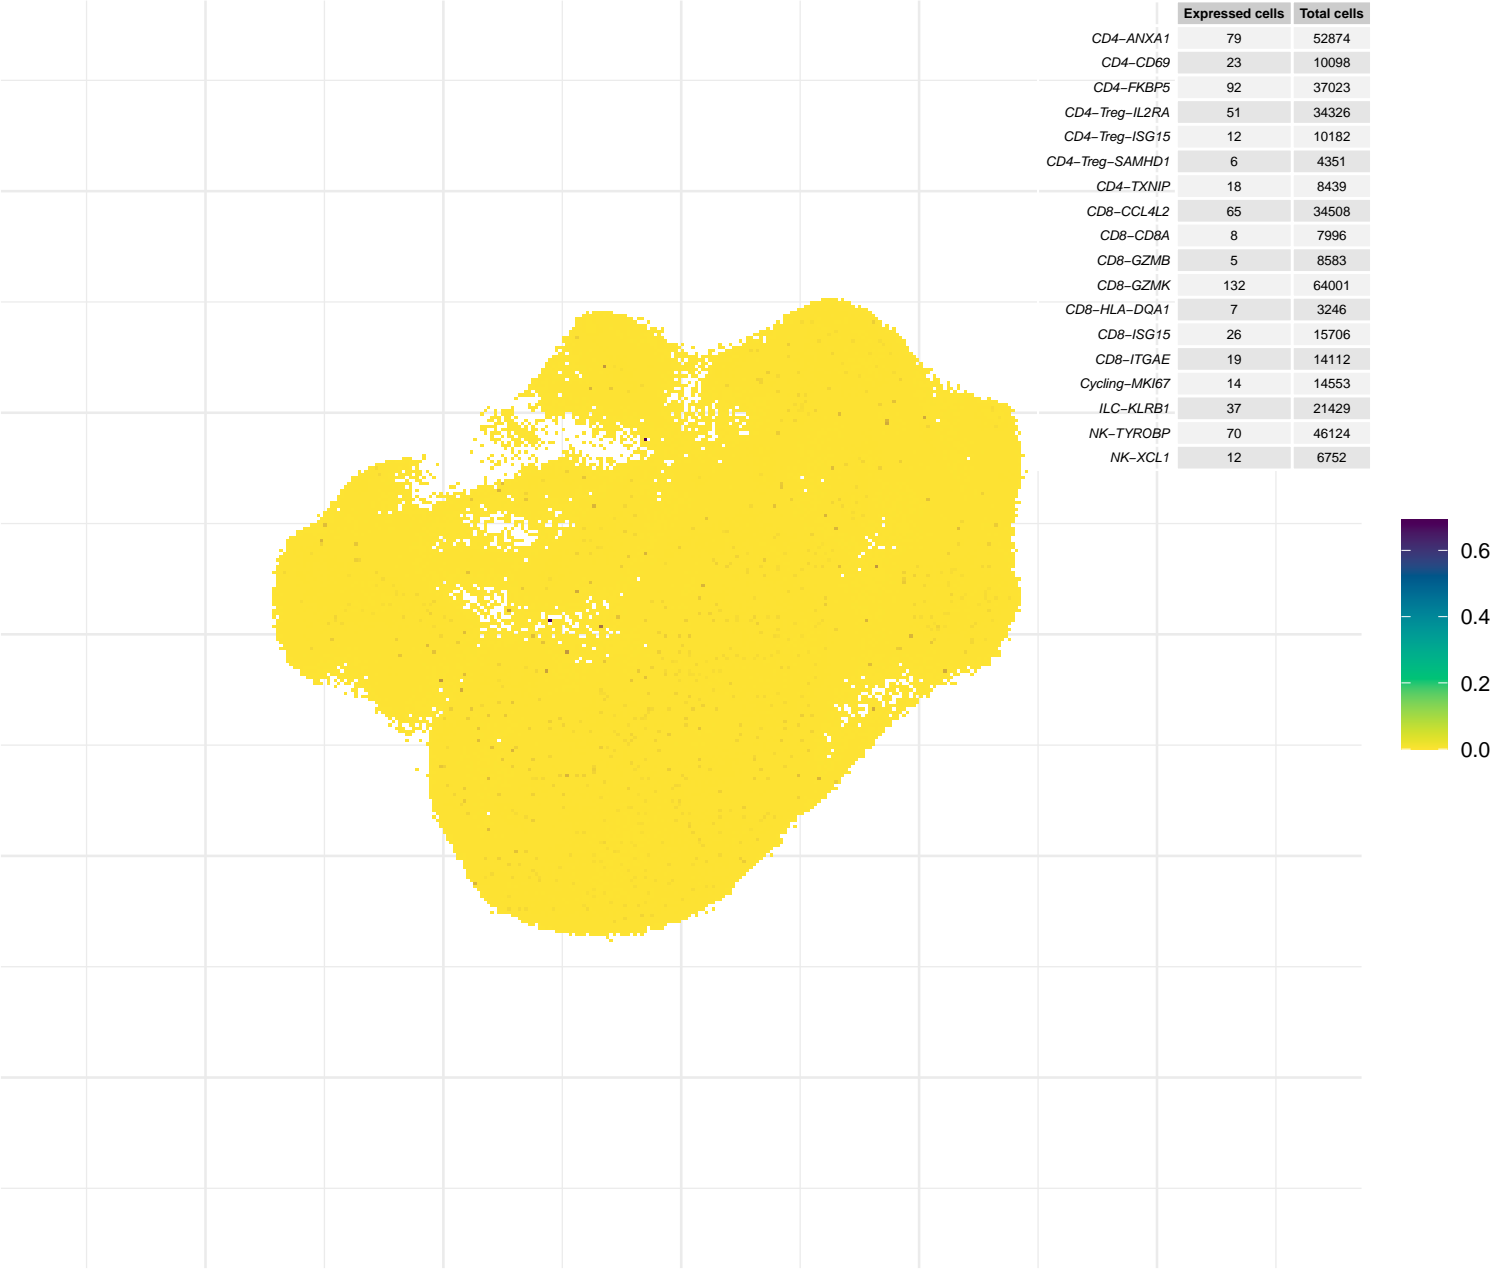 Expressed cells Total cells
CD4−ANXA1 79 52874
CD4−CD69 23 10098
CD4−FKBP5 92 37023
CD4−Treg−IL2RA 51 34326
CD4−Treg−ISG15 12 10182
CD4−Treg−SAMHD1 6 4351
CD4−TXNIP 18 8439
CD8−CCL4L2 65 34508
CD8−CD8A 8 7996
CD8−GZMB 5 8583
CD8−GZMK 132 64001
CD8−HLA−DQA1 7 3246
CD8−ISG15 26 15706
CD8−ITGAE 19 14112
Cycling−MKI67 14 14553
ILC−KLRB1 37 21429
NK−TYROBP 70 46124
NK−XCL1 12 6752
0.6
0.4
0.2
0.0